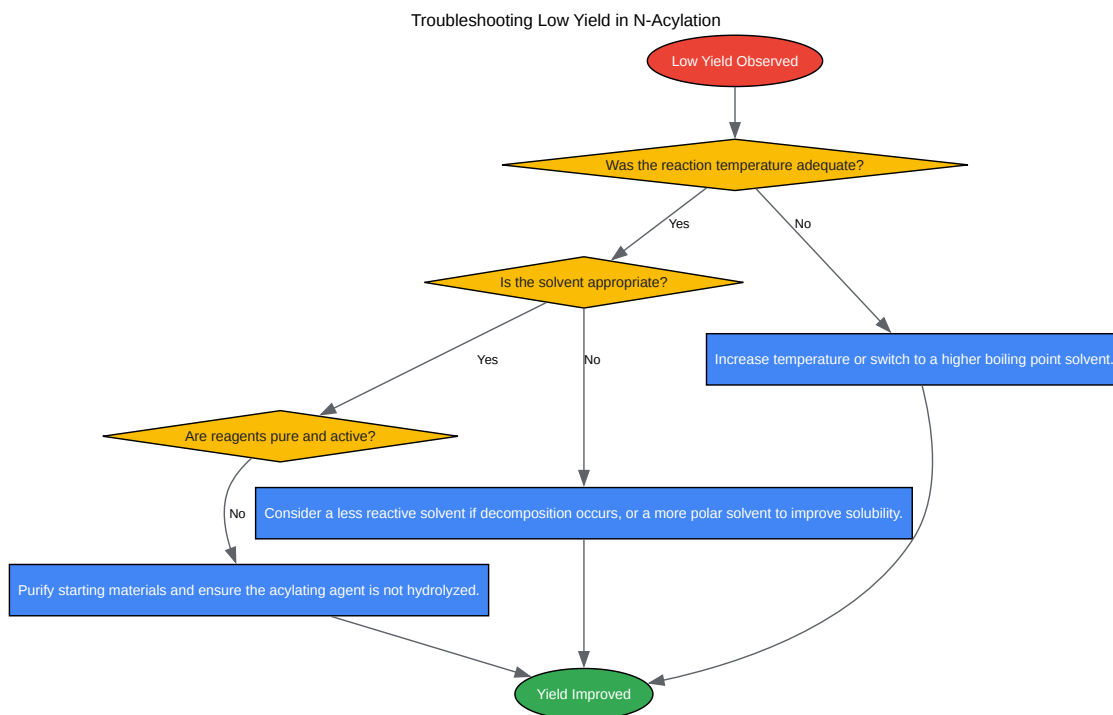 Troubleshooting Low Yield in N-Acylation
Low Yield Observed
Was the reaction temperature adequate?
Yes
No
Is the solvent appropriate?
Increase temperature or switch to a higher boiling point solvent.
Yes
No
Are reagents pure and active?
Consider a less reactive solvent if decomposition occurs, or a more polar solvent to improve solubility.
No
Purify starting materials and ensure the acylating agent is not hydrolyzed.
Yield Improved